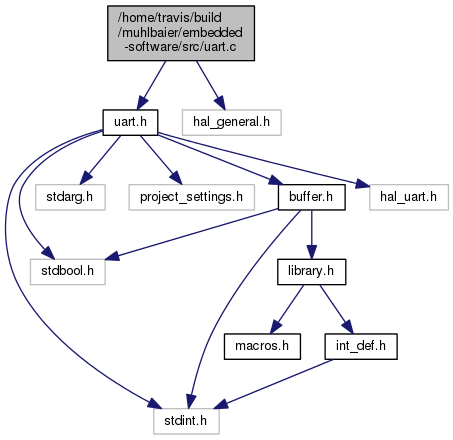 /home/travis/build
/muhlbaier/embedded
-software/src/uart.c
uart.h
hal_general.h
stdarg.h
project_settings.h
buffer.h
hal_uart.h
stdbool.h
library.h
macros.h
int_def.h
stdint.h